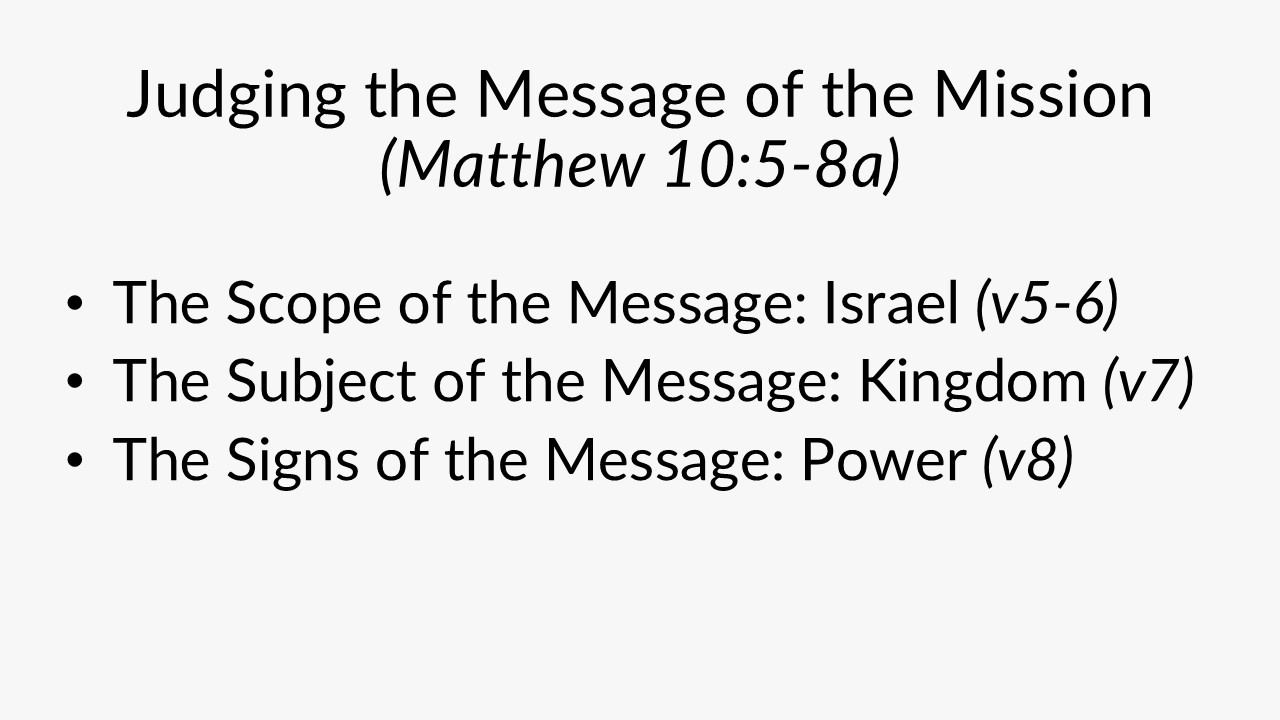 Judging the Message of the Mission
(Matthew 10:5-8a)
• The Scope of the Message: Israel (v5-6)
• The Subject of the Message: Kingdom (v7)
• The Signs of the Message: Power (v8)